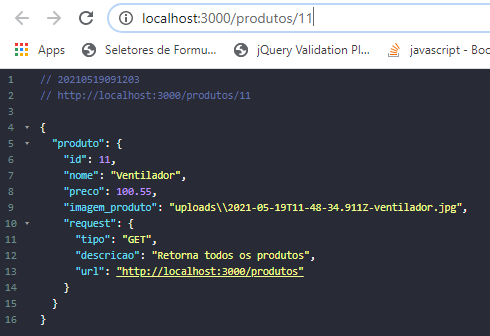 localhost:3000/produtos/11
Seletores de Formu... jQuery Validation Pl... javascript - Boo
1 // 20210519091203
2 // http://localhost:3000/produtos/11
3
4 {
5 "produto": {
6 "id": 11,
7 "nome": "Ventilador",
8 "preco": 100.55,
9 "imagem_produto": "uploads\\2021-05-19T11-48-34.911Z-ventilador.jpg",
10 "request": {
11 "tipo": "GET",
12 "descricao": "Retorna todos os produtos",
13 "url": "http://localhost:3000/produtos"
14 }
15 }
16 }